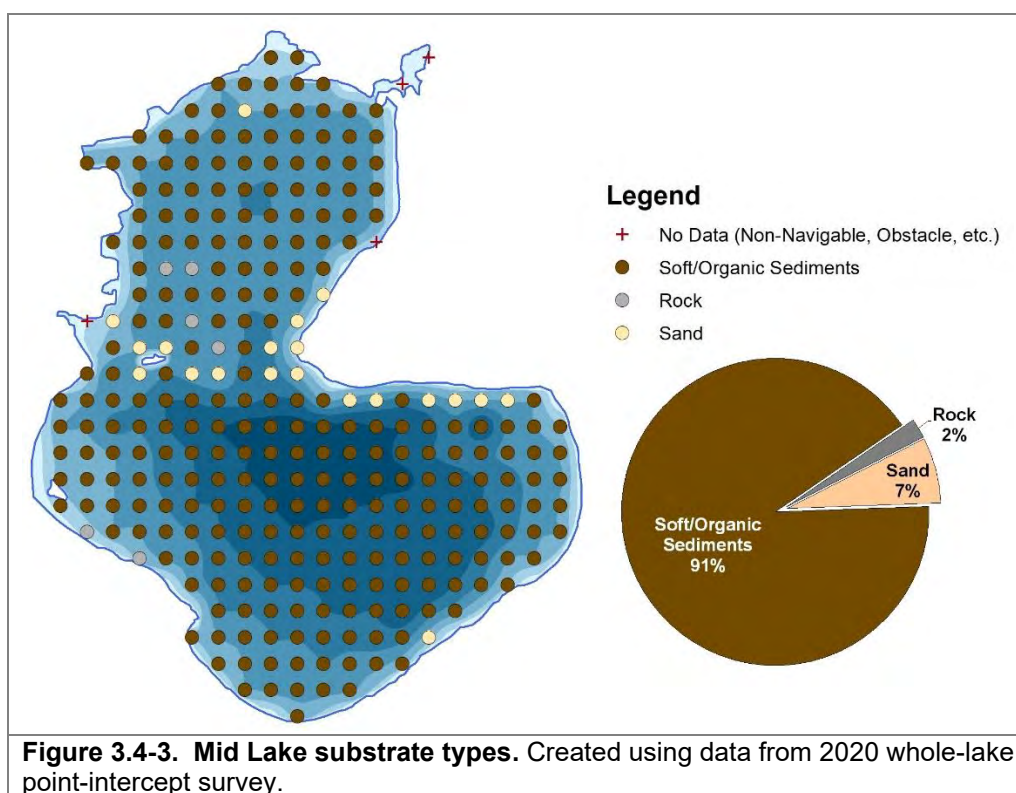 Legend
No Data (Non-Navigable, Obstacle, etc.)
Soft/Organic Sediments
Rock
Sand
Rock
2%
Sand
7%
Soft/Organic
Sediments
91%
Figure 3.4-3. Mid Lake substrate types. Created using data from 2020 whole-lake
point-intercept survey.